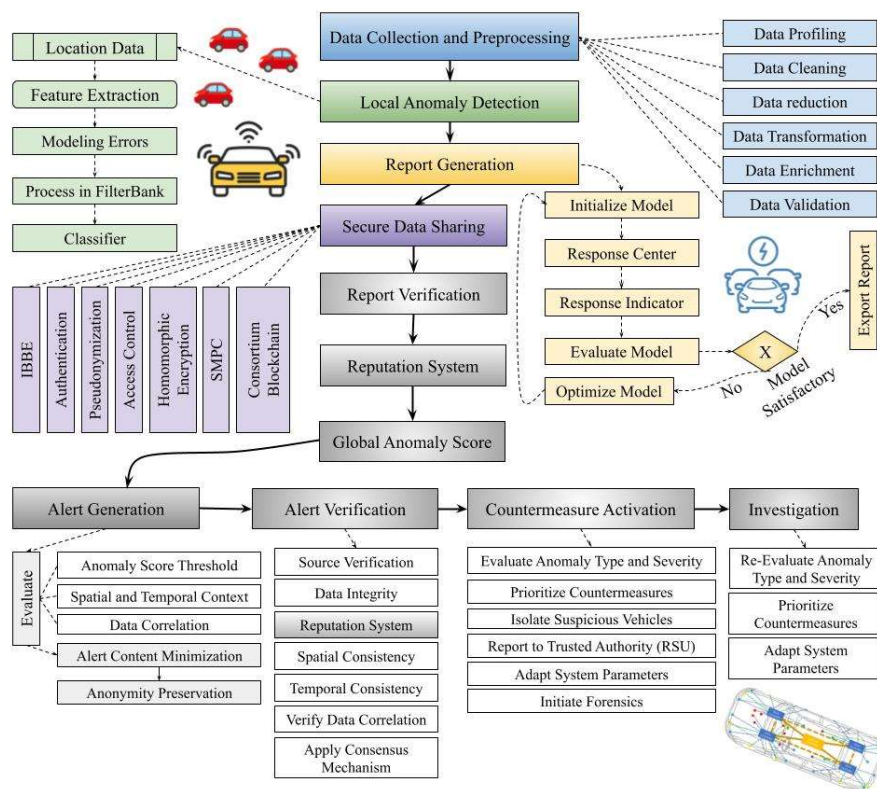 Data Collection and Preprocessing
Local Anomaly Detection
Report Generation
Secure Data Sharing
Report Verification
Reputation System
Global Anomaly Score
Location Data
Feature Extraction
Modeling Errors
Process in FilterBank
Classifier
Data Profiling
Data Cleaning
Data reduction
Data Transformation
Data Enrichment
Data Validation
Initialize Model
Response Center
Response Indicator
Evaluate Model
Optimize Model
X
Yes
No
Model
Satisfactory
Export Report
IBBE
Authentication
Pseudonymization
Access Control
Homomorphic
Encryption
SMPC
Consortium
Blockchain
Alert Generation
Alert Verification
Countermeasure Activation
Investigation
Evaluate
Anomaly Score Threshold
Spatial and Temporal Context
Data Correlation
Alert Content Minimization
Anonymity Preservation
Source Verification
Data Integrity
Reputation System
Spatial Consistency
Temporal Consistency
Verify Data Correlation
Apply Consensus
Mechanism
Evaluate Anomaly Type and Severity
Prioritize Countermeasures
Isolate Suspicious Vehicles
Report to Trusted Authority (RSU)
Adapt System Parameters
Initiate Forensics
Re-Evaluate Anomaly
Type and Severity
Prioritize
Countermeasures
Adapt System
Parameters